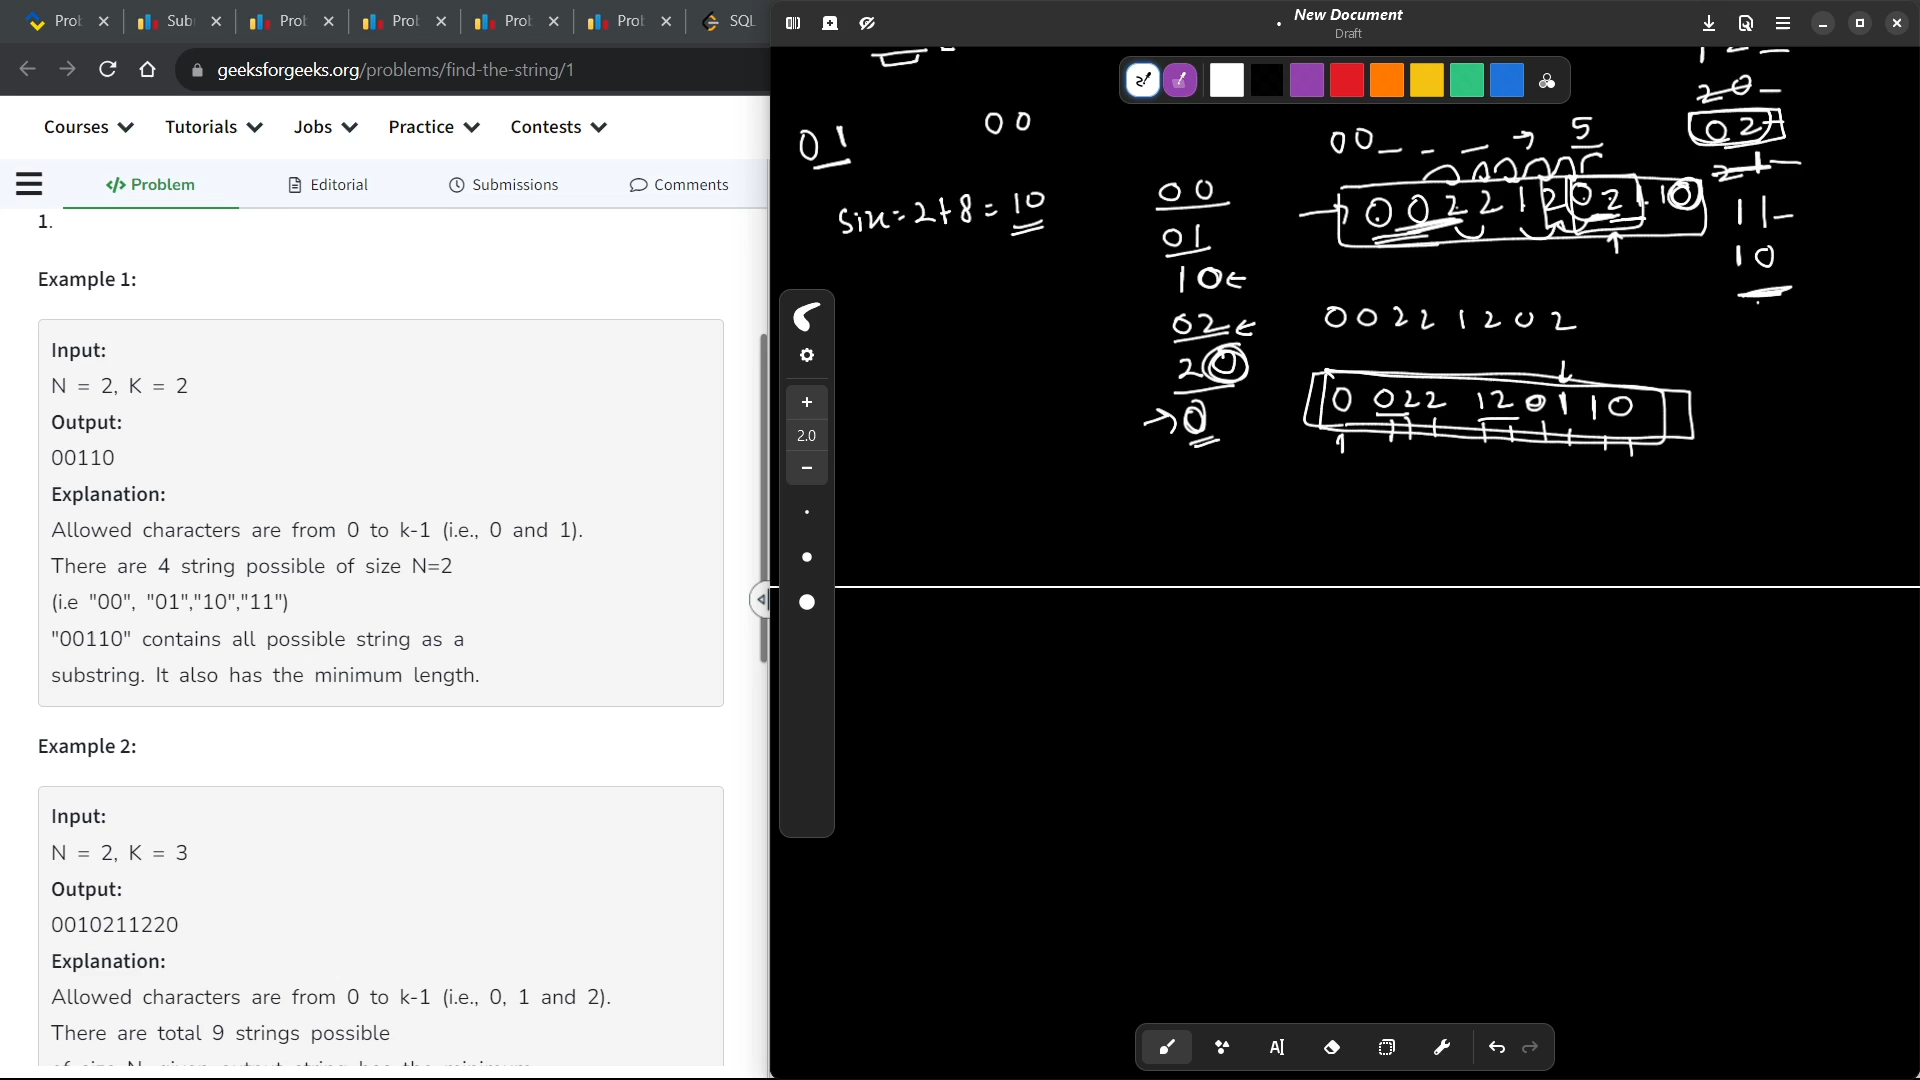 Prob
Sub
Prol
Prol
Prol
Prol
SQL
geeksforgeeks.org/problems/find-the-string/1
Courses Tutorials Jobs Practice Contests
</> Problem Editorial Submissions Comments
1.
Example 1:
Input:
N = 2, K = 2
Output:
00110
Explanation:
Allowed characters are from 0 to k-1 (i.e., 0 and 1).
There are 4 string possible of size N=2
(i.e "00", "01","10","11")
"00110" contains all possible string as a
substring. It also has the minimum length.
Example 2:
Input:
N = 2, K = 3
Output:
0010211220
Explanation:
Allowed characters are from 0 to k-1 (i.e., 0, 1 and 2).
There are total 9 strings possible
New Document
Draft
+
2.0
−
AI
01
00
size = 2+8 = 10
00
01
10
02
20
0
00 _ _ _ → 5
0022120210
00221202
0022120110
20
02
21
11
10